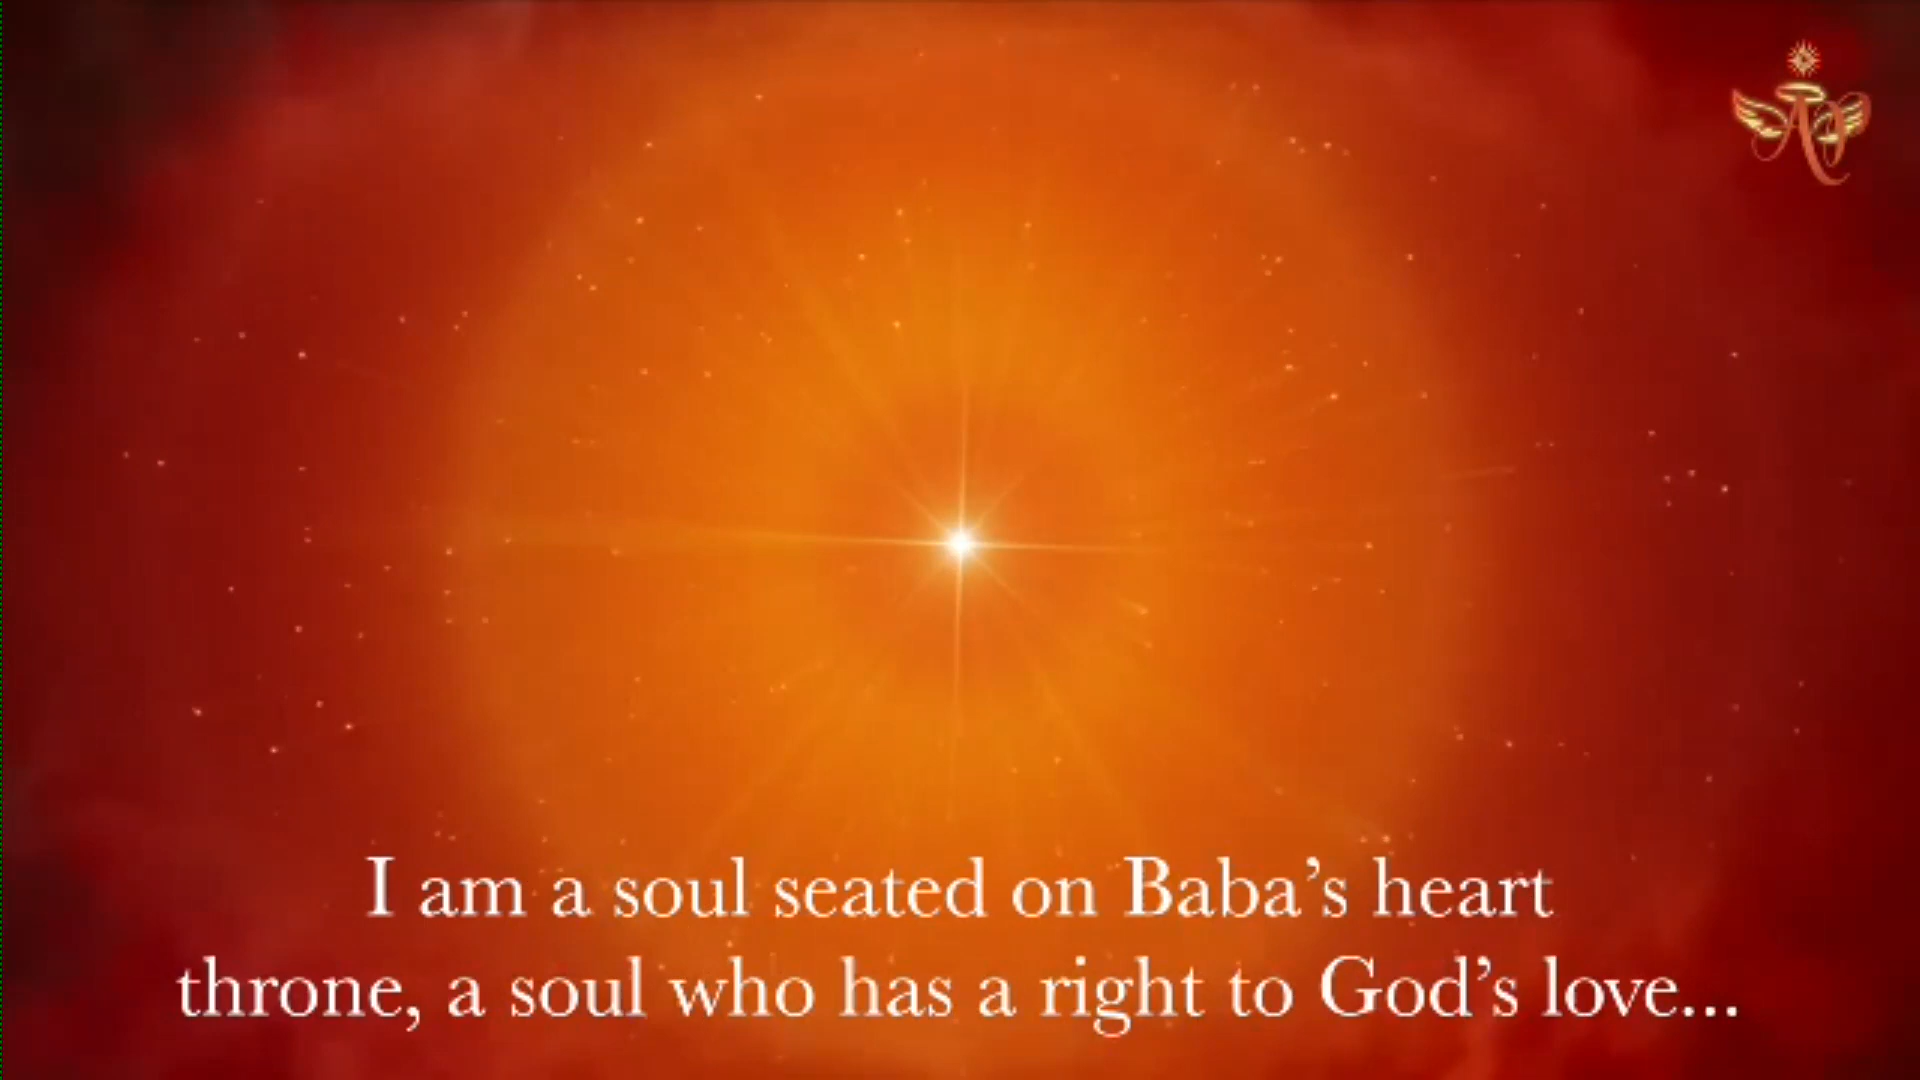 I am a soul seated on Baba’s heart
throne, a soul who has a right to God’s love...